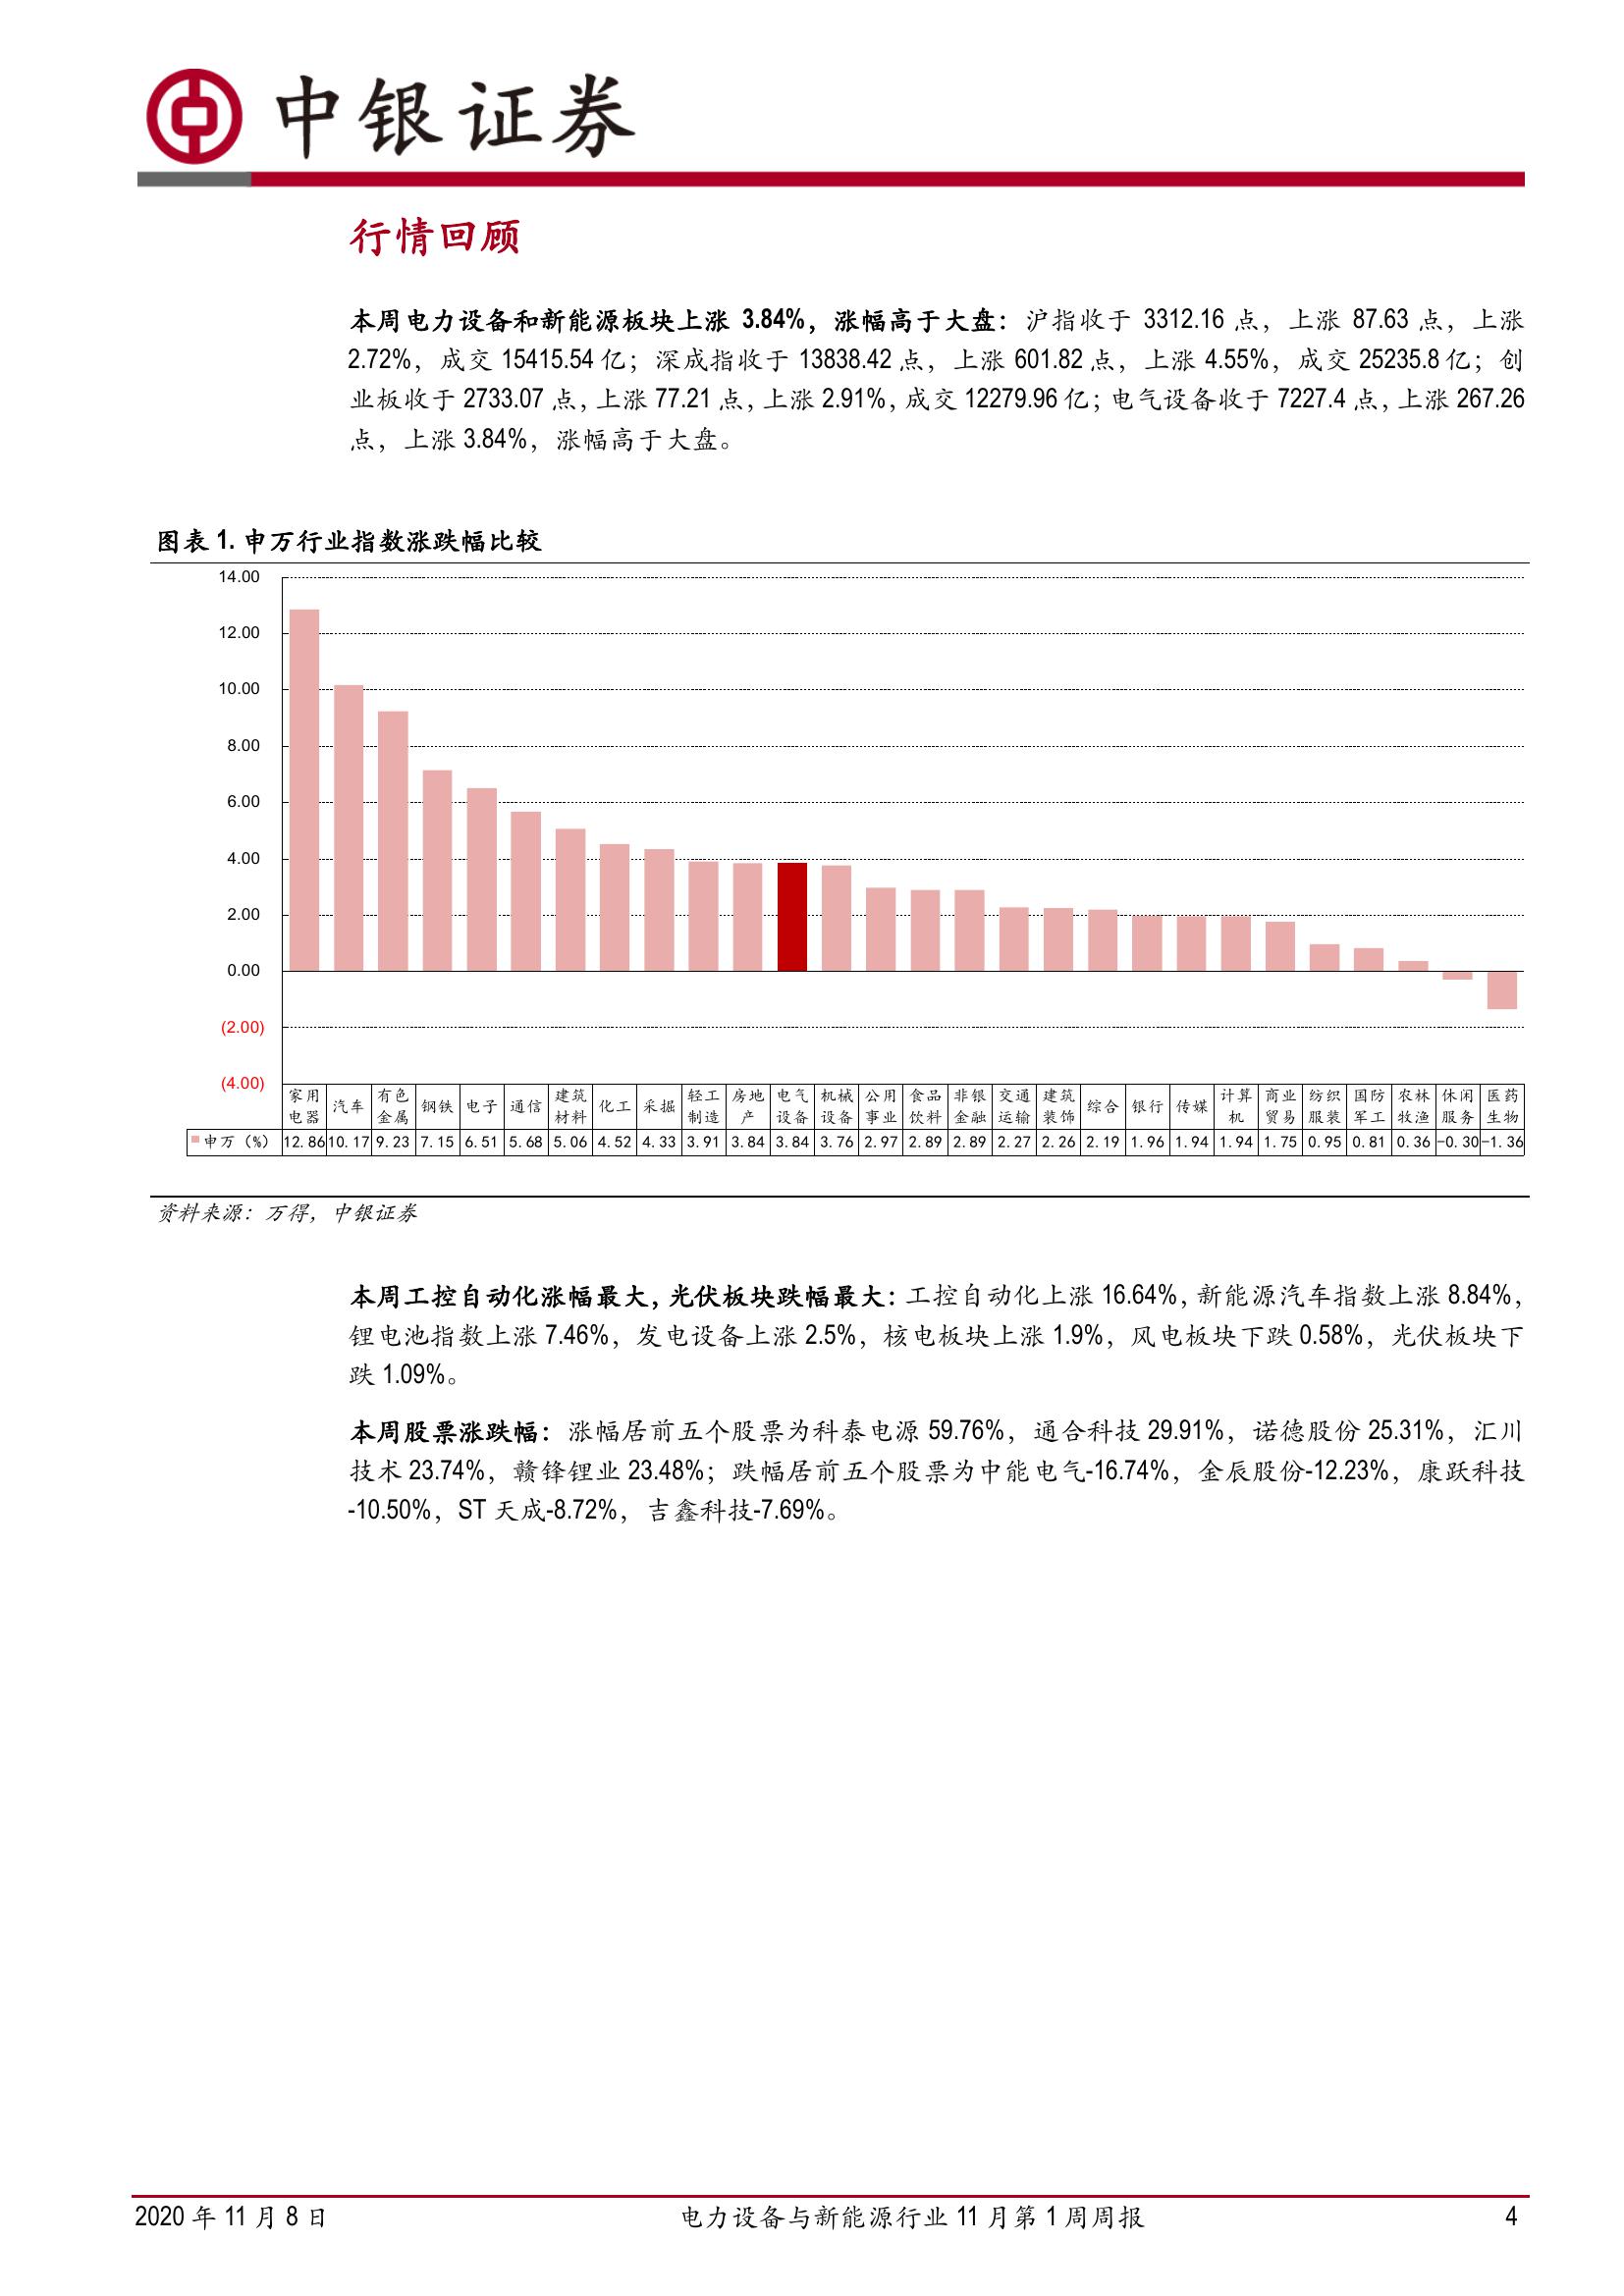 中银证券
行情回顾
本周电力设备和新能源板块上涨 3.84%，涨幅高于大盘：沪指收于 3312.16 点，上涨 87.63 点，上涨
2.72%，成交 15415.54 亿；深成指收于 13838.42 点，上涨 601.82 点，上涨 4.55%，成交 25235.8 亿；创
业板收于 2733.07 点，上涨 77.21 点，上涨 2.91%，成交 12279.96 亿；电气设备收于 7227.4 点，上涨 267.26
点，上涨 3.84%，涨幅高于大盘。
图表 1. 申万行业指数涨跌幅比较
14.00
12.00
10.00
8.00
6.00
4.00
2.00
0.00
(2.00)
(4.00)
家用电器 汽车 有色金属 钢铁 电子 通信 建筑材料 化工 采掘 轻工制造 房地产 电气设备 机械设备 公用事业 食品饮料 非银金融 交通运输 建筑装饰 综合 银行 传媒 计算机 商业贸易 纺织服装 国防军工 农林牧渔 休闲服务 医药生物
申万（%） 12.86 10.17 9.23 7.15 6.51 5.68 5.06 4.52 4.33 3.91 3.84 3.84 3.76 2.97 2.89 2.89 2.27 2.26 2.19 1.96 1.94 1.94 1.75 0.95 0.81 0.36 -0.30 -1.36
资料来源：万得，中银证券
本周工控自动化涨幅最大，光伏板块跌幅最大：工控自动化上涨 16.64%，新能源汽车指数上涨 8.84%，
锂电池指数上涨 7.46%，发电设备上涨 2.5%，核电板块上涨 1.9%，风电板块下跌 0.58%，光伏板块下
跌 1.09%。
本周股票涨跌幅：涨幅居前五个股票为科泰电源 59.76%，通合科技 29.91%，诺德股份 25.31%，汇川
技术 23.74%，赣锋锂业 23.48%；跌幅居前五个股票为中能电气-16.74%，金辰股份-12.23%，康跃科技
-10.50%，ST 天成-8.72%，吉鑫科技-7.69%。
2020 年 11 月 8 日 电力设备与新能源行业 11 月第 1 周周报 4